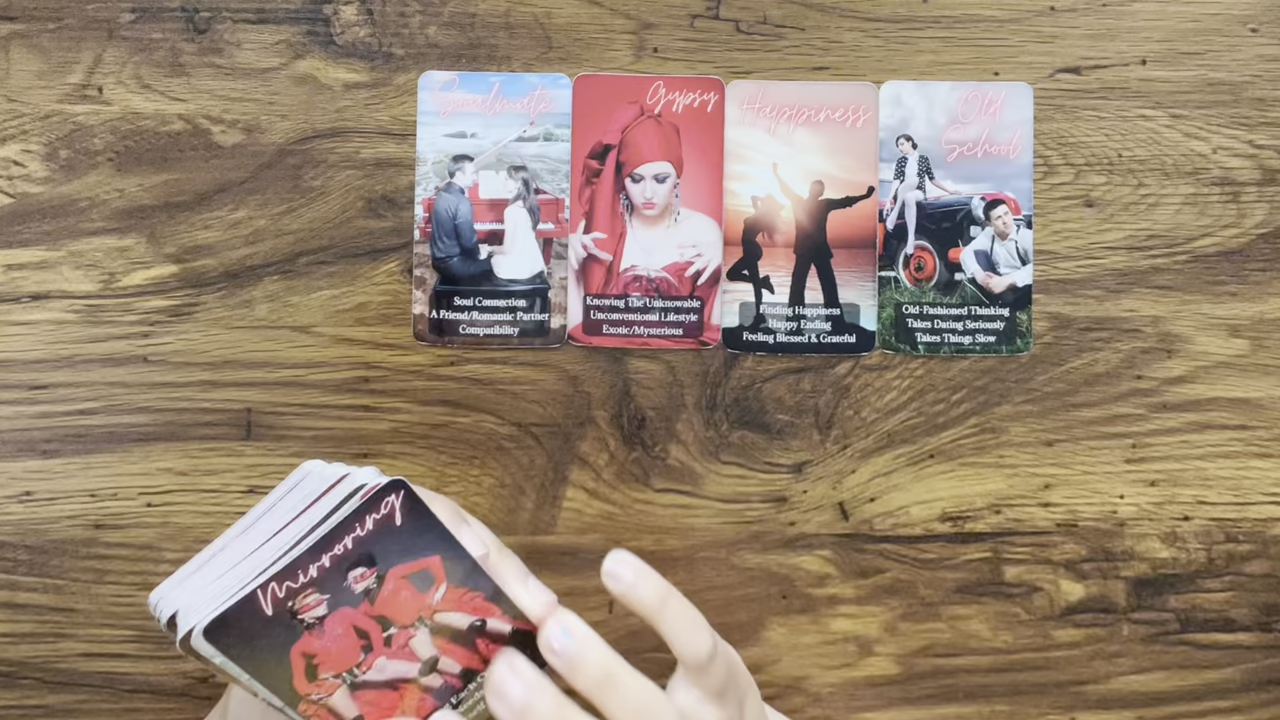 Soulmate
Soul Connection
A Friend/Romantic Partner
Compatibility
Gypsy
Knowing The Unknowable
Unconventional Lifestyle
Exotic/Mysterious
Happiness
Finding Happiness
Happy Ending
Feeling Blessed & Grateful
Old
School
Old-Fashioned Thinking
Takes Dating Seriously
Takes Things Slow
Mirroring
Each